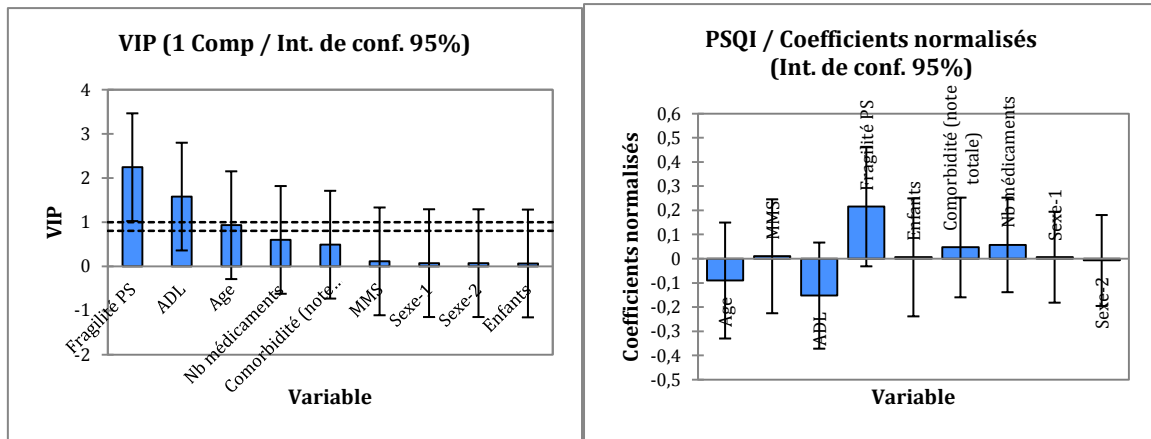 VIP (1 Comp / Int. de conf. 95%)
4
3
2
1
0
-1
-2
VIP
Fragilité PS
ADL
Age
Nb médicaments
Comorbidité (note…
MMS
Sexe-1
Sexe-2
Enfants
Variable
PSQI / Coefficients normalisés
(Int. de conf. 95%)
0,6
0,5
0,4
0,3
0,2
0,1
0
-0,1
-0,2
-0,3
-0,4
-0,5
Coefficients normalisés
Age
MMS
ADL
Fragilité PS
Enfants
Comorbidité (note
totale)
Nb médicaments
Sexe-1
Sexe-2
Variable